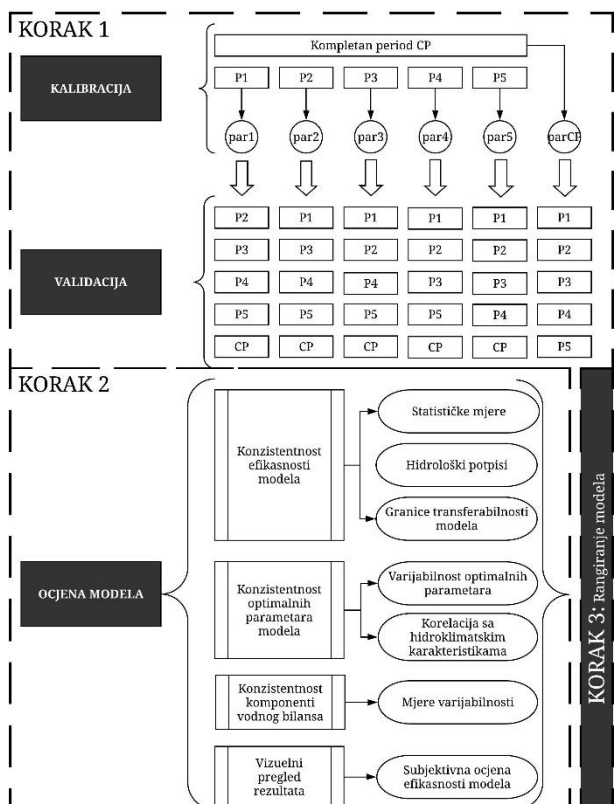 KORAK 1
Kompletan period CP
KALIBRACIJA
P1 P2 P3 P4 P5
par1 par2 par3 par4 par5 parCP
VALIDACIJA
P2 P1 P1 P1 P1 P1
P3 P3 P2 P2 P2 P2
P4 P4 P4 P3 P3 P3
P5 P5 P5 P5 P4 P4
CP CP CP CP CP P5
KORAK 2
OCJENA MODELA
Konzistentnost
efikasnosti
modela
Statističke mjere
Hidrološki potpisi
Granice transferabilnosti
modela
Konzistentnost
optimalnih
parametara
modela
Varijabilnost optimalnih
parametara
Korelacija sa
hidroklimatskim
karakteristikama
Konzistentnost
komponenti
vodnog bilansa
Mjere varijabilnosti
Vizuelni
pregled
rezultata
Subjektivna ocjena
efikasnosti modela
KORAK 3: Rangiranje modela